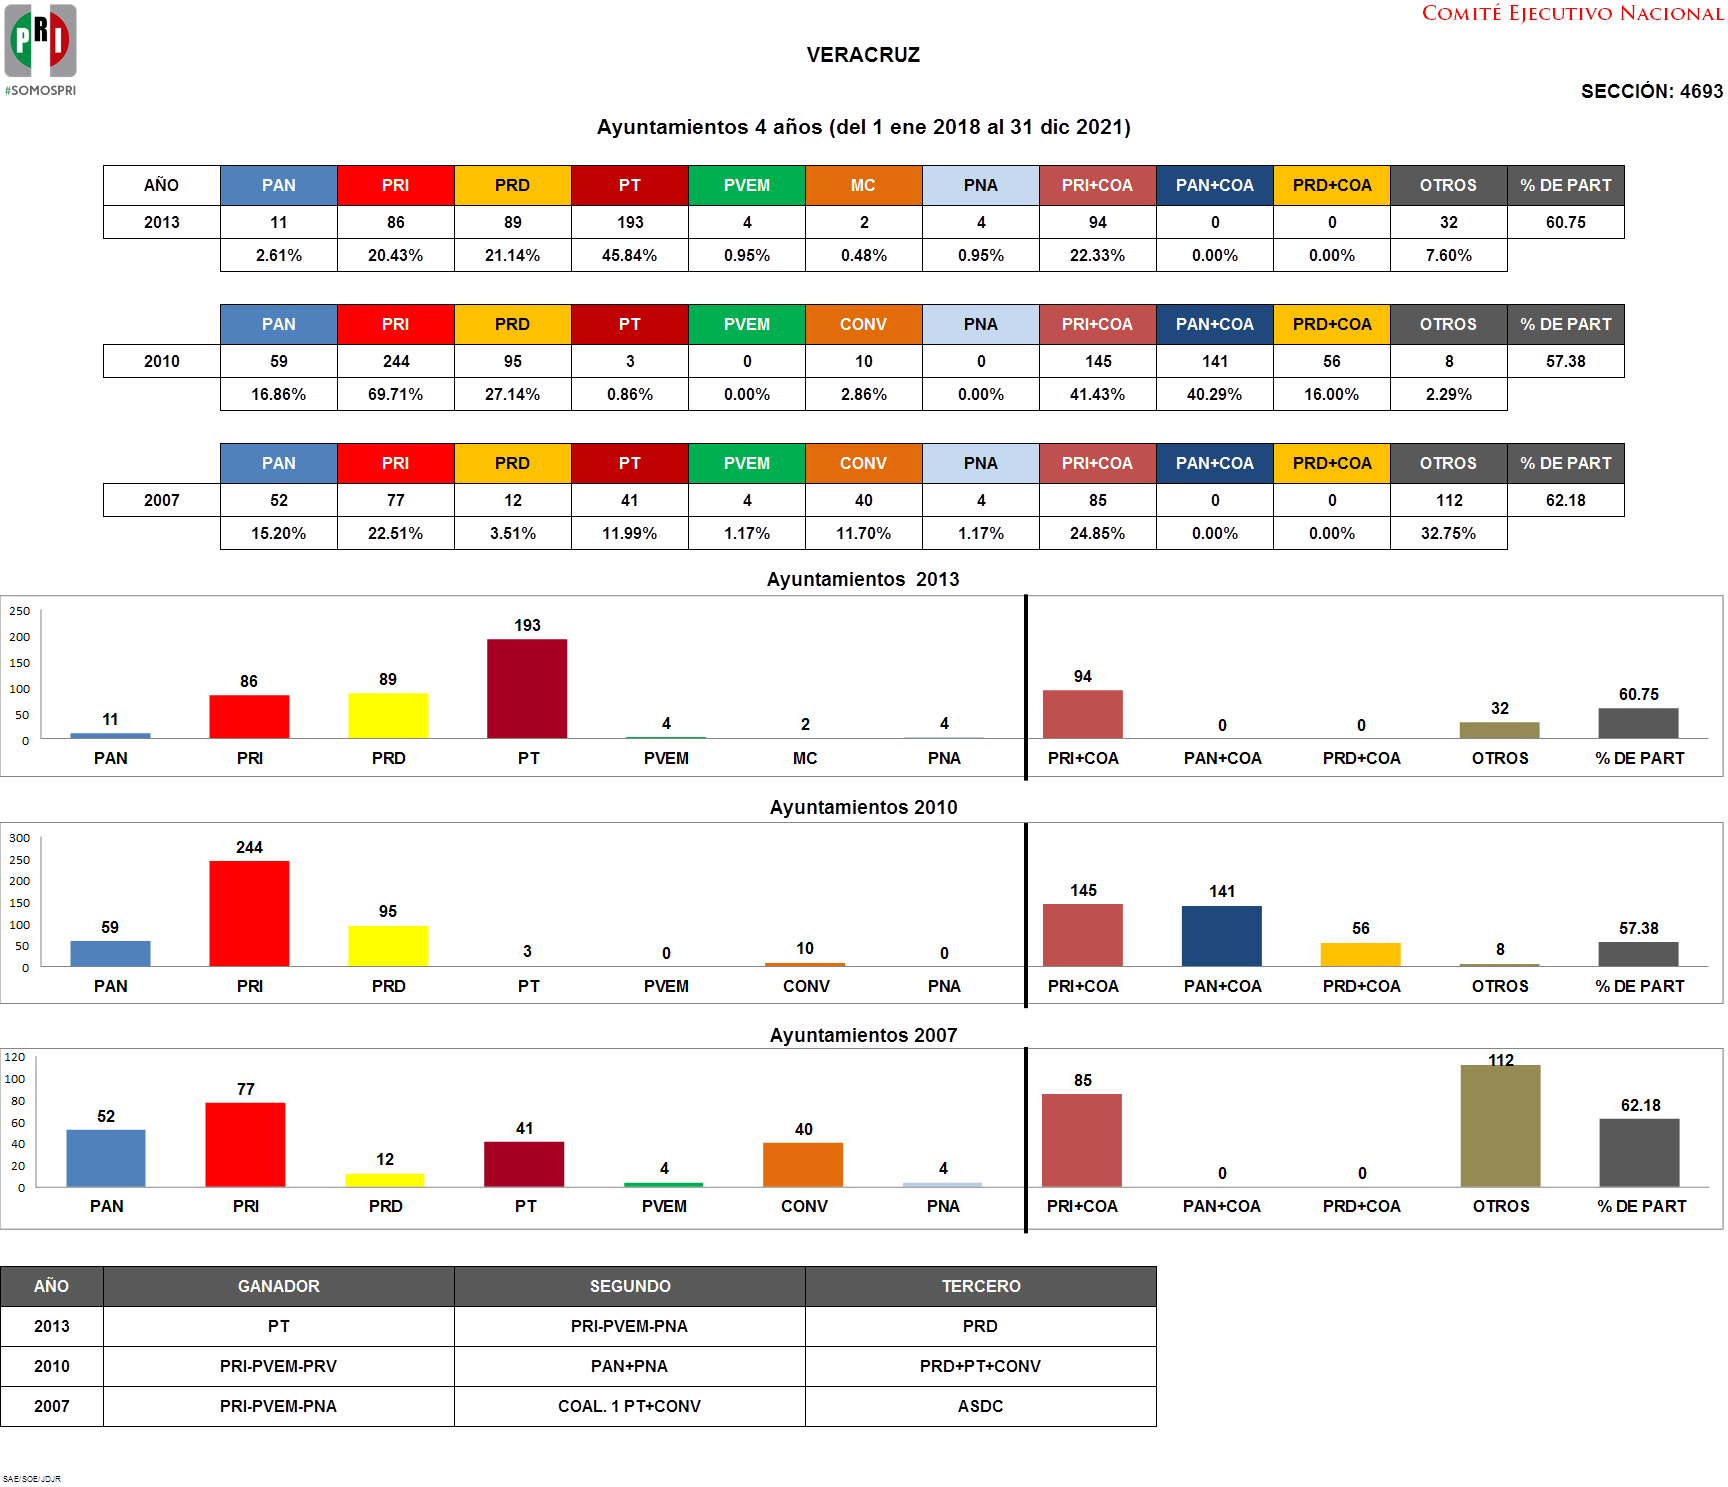 PRI
#SOMOSPRI
COMITÉ EJECUTIVO NACIONAL
VERACRUZ
SECCIÓN: 4693
Ayuntamientos 4 años (del 1 ene 2018 al 31 dic 2021)
AÑO PAN PRI PRD PT PVEM MC PNA PRI+COA PAN+COA PRD+COA OTROS % DE PART
2013 11 86 89 193 4 2 4 94 0 0 32 60.75
2.61% 20.43% 21.14% 45.84% 0.95% 0.48% 0.95% 22.33% 0.00% 0.00% 7.60%
PAN PRI PRD PT PVEM CONV PNA PRI+COA PAN+COA PRD+COA OTROS % DE PART
2010 59 244 95 3 0 10 0 145 141 56 8 57.38
16.86% 69.71% 27.14% 0.86% 0.00% 2.86% 0.00% 41.43% 40.29% 16.00% 2.29%
PAN PRI PRD PT PVEM CONV PNA PRI+COA PAN+COA PRD+COA OTROS % DE PART
2007 52 77 12 41 4 40 4 85 0 0 112 62.18
15.20% 22.51% 3.51% 11.99% 1.17% 11.70% 1.17% 24.85% 0.00% 0.00% 32.75%
Ayuntamientos 2013
250
200
150
100
50
0
11 86 89 193 4 2 4 94 0 0 32 60.75
PAN PRI PRD PT PVEM MC PNA PRI+COA PAN+COA PRD+COA OTROS % DE PART
Ayuntamientos 2010
300
250
200
150
100
50
0
59 244 95 3 0 10 0 145 141 56 8 57.38
PAN PRI PRD PT PVEM CONV PNA PRI+COA PAN+COA PRD+COA OTROS % DE PART
Ayuntamientos 2007
120
100
80
60
40
20
0
52 77 12 41 4 40 4 85 0 0 112 62.18
PAN PRI PRD PT PVEM CONV PNA PRI+COA PAN+COA PRD+COA OTROS % DE PART
AÑO GANADOR SEGUNDO TERCERO
2013 PT PRI-PVEM-PNA PRD
2010 PRI-PVEM-PRV PAN+PNA PRD+PT+CONV
2007 PRI-PVEM-PNA COAL. 1 PT+CONV ASDC
SAE/SOE/JDJR